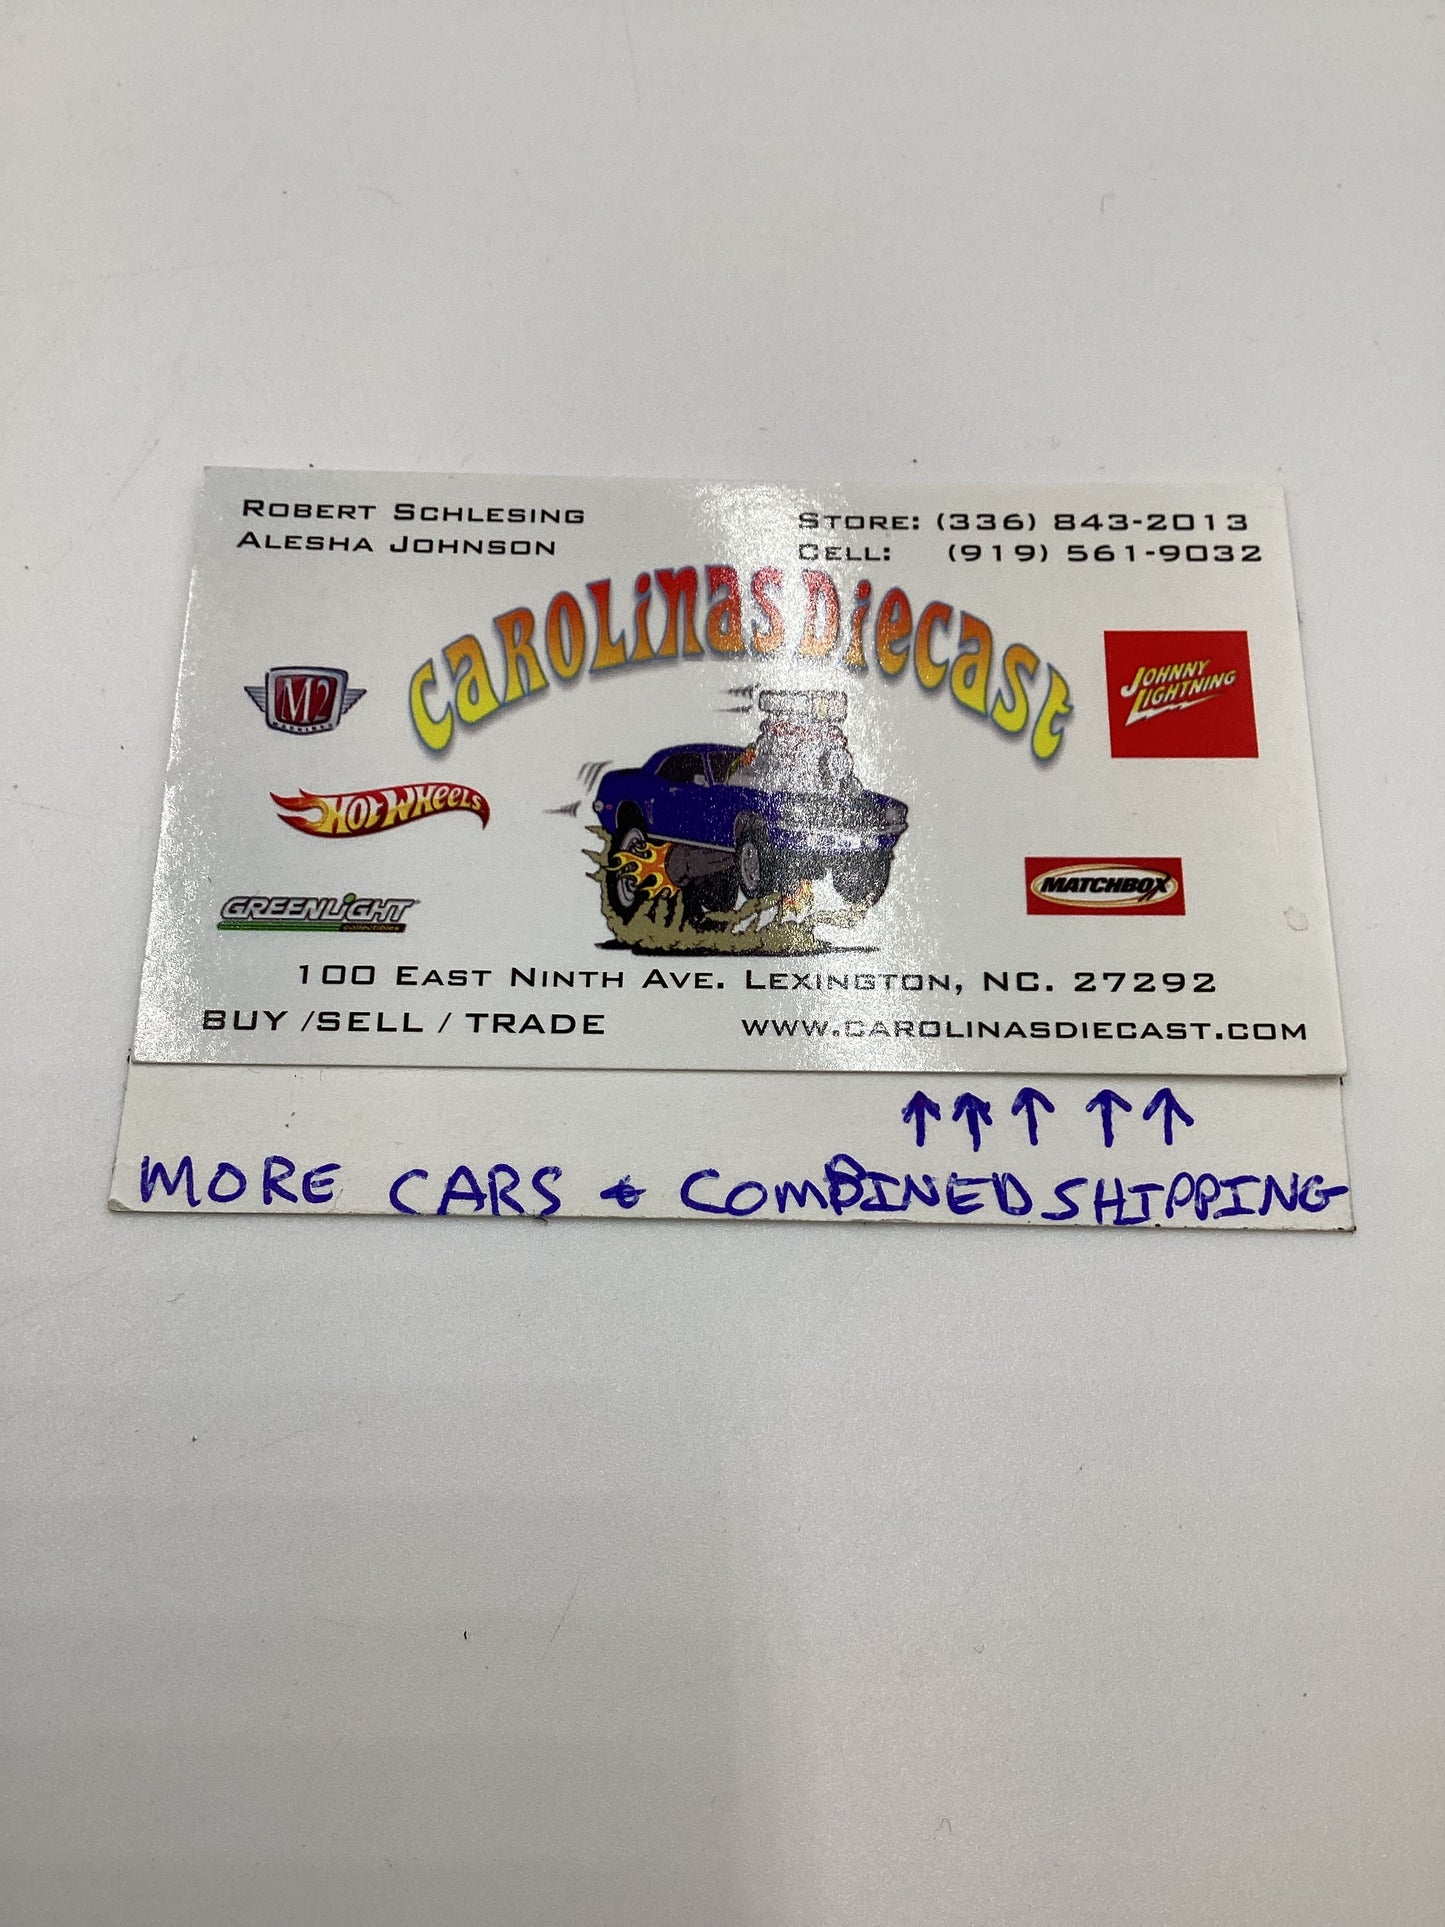 ROBERT SCHLESING
ALESHA JOHNSON
STORE: (336) 843-2013
CELL: (919) 561-9032
CAROLINAS DIECAST
M2
MACHINES
JOHNNY
LIGHTNING
HOT WHEELS
GREENLIGHT
collectibles
MATCHBOX
100 EAST NINTH AVE. LEXINGTON, NC. 27292
BUY /SELL / TRADE
WWW.CAROLINASDIECAST.COM
↑ ↑ ↑ ↑ ↑
MORE CARS & COMBINED SHIPPING